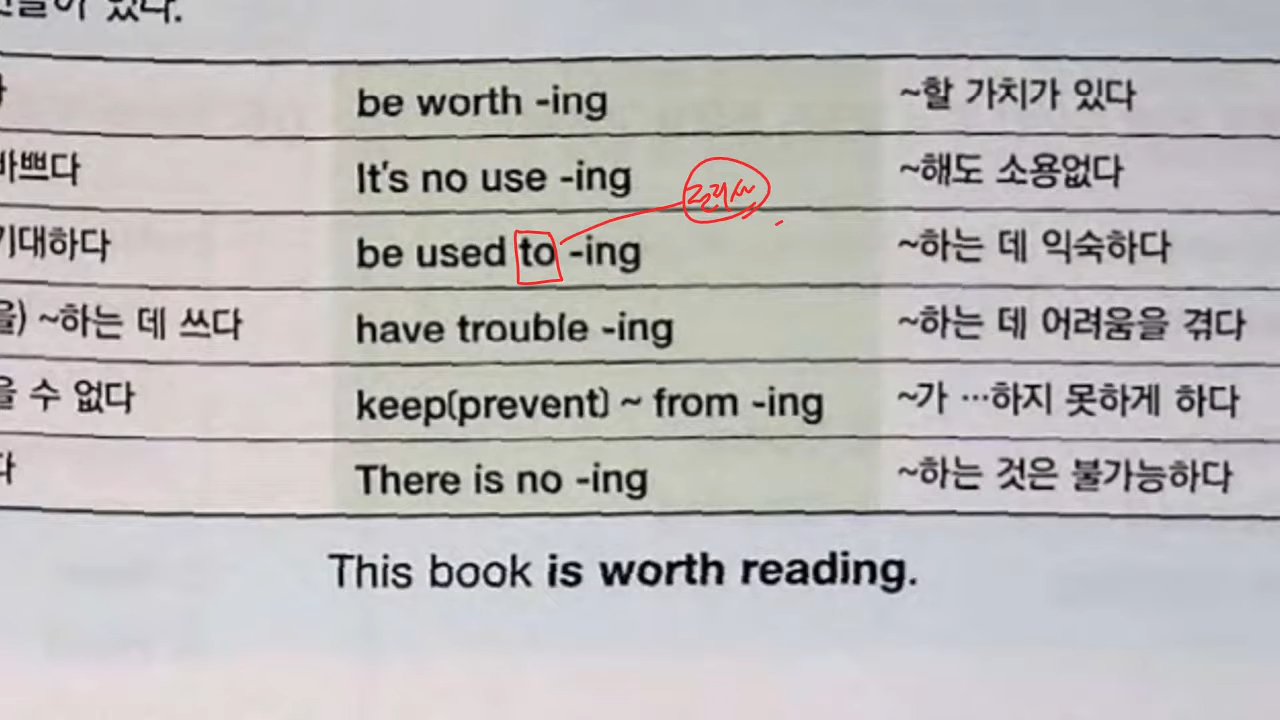 있다.
be worth -ing ~할 가치가 있다
바쁘다 It's no use -ing ~해도 소용없다
전치사
기대하다 be used to -ing ~하는 데 익숙하다
~하는 데 쓰다 have trouble -ing ~하는 데 어려움을 겪다
수 없다 keep(prevent) ~ from -ing ~가 …하지 못하게 하다
다 There is no -ing ~하는 것은 불가능하다
This book is worth reading.